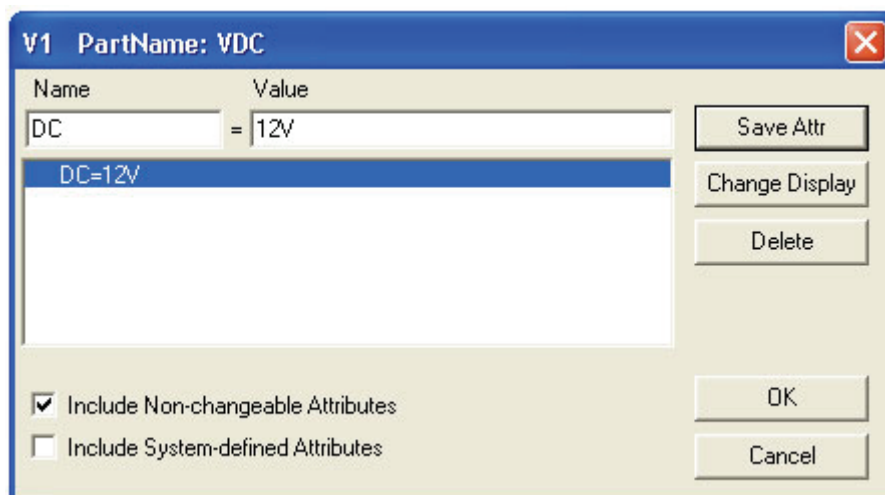 V1 PartName: VDC
Name Value
DC = 12V
Save Attr
DC=12V
Change Display
Delete
Include Non-changeable Attributes
OK
Include System-defined Attributes
Cancel